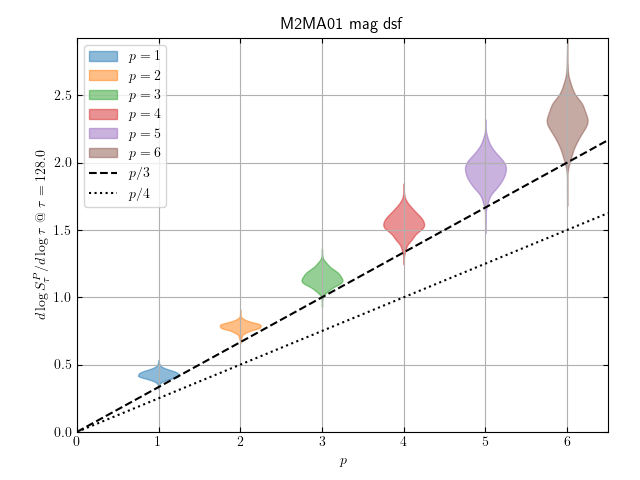 M2MA01 mag dsf
d log S_τ^P / d log τ @ τ = 128.0
2.5
2.0
1.5
1.0
0.5
0.0
p = 1
p = 2
p = 3
p = 4
p = 5
p = 6
p/3
p/4
0 1 2 3 4 5 6
p